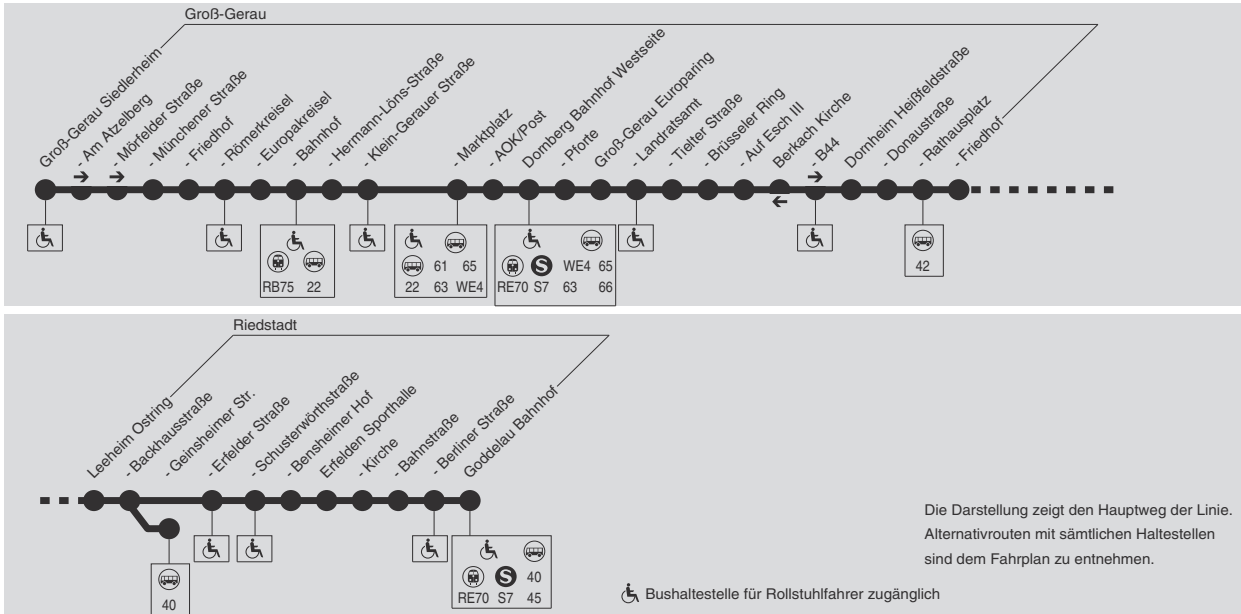 Groß-Gerau
Groß-Gerau Siedlerheim
- Am Atzelberg
- Mörfelder Straße
- Münchener Straße
- Friedhof
- Römerkreisel
- Europakreisel
- Bahnhof
- Hermann-Löns-Straße
- Klein-Gerauer Straße
- Marktplatz
- AOK/Post
Dornberg Bahnhof Westseite
- Pforte
Groß-Gerau Europaring
- Landratsamt
- Tielter Straße
- Brüsseler Ring
- Auf Esch III
Berkach Kirche
- B44
Dornheim Heißfeldstraße
- Donaustraße
- Rathausplatz
- Friedhof
RB75 22
61 65
22 63 WE4
S WE4 65
RE70 S7 63 66
42
Riedstadt
Leeheim Ostring
- Backhausstraße
- Geinsheimer Str.
- Erfelder Straße
- Schusterwörthstraße
- Bensheimer Hof
Erfelden Sporthalle
- Kirche
- Bahnstraße
- Berliner Straße
Goddelau Bahnhof
40
S 40
RE70 S7 45
Die Darstellung zeigt den Hauptweg der Linie.
Alternativrouten mit sämtlichen Haltestellen
sind dem Fahrplan zu entnehmen.
Bushaltestelle für Rollstuhlfahrer zugänglich